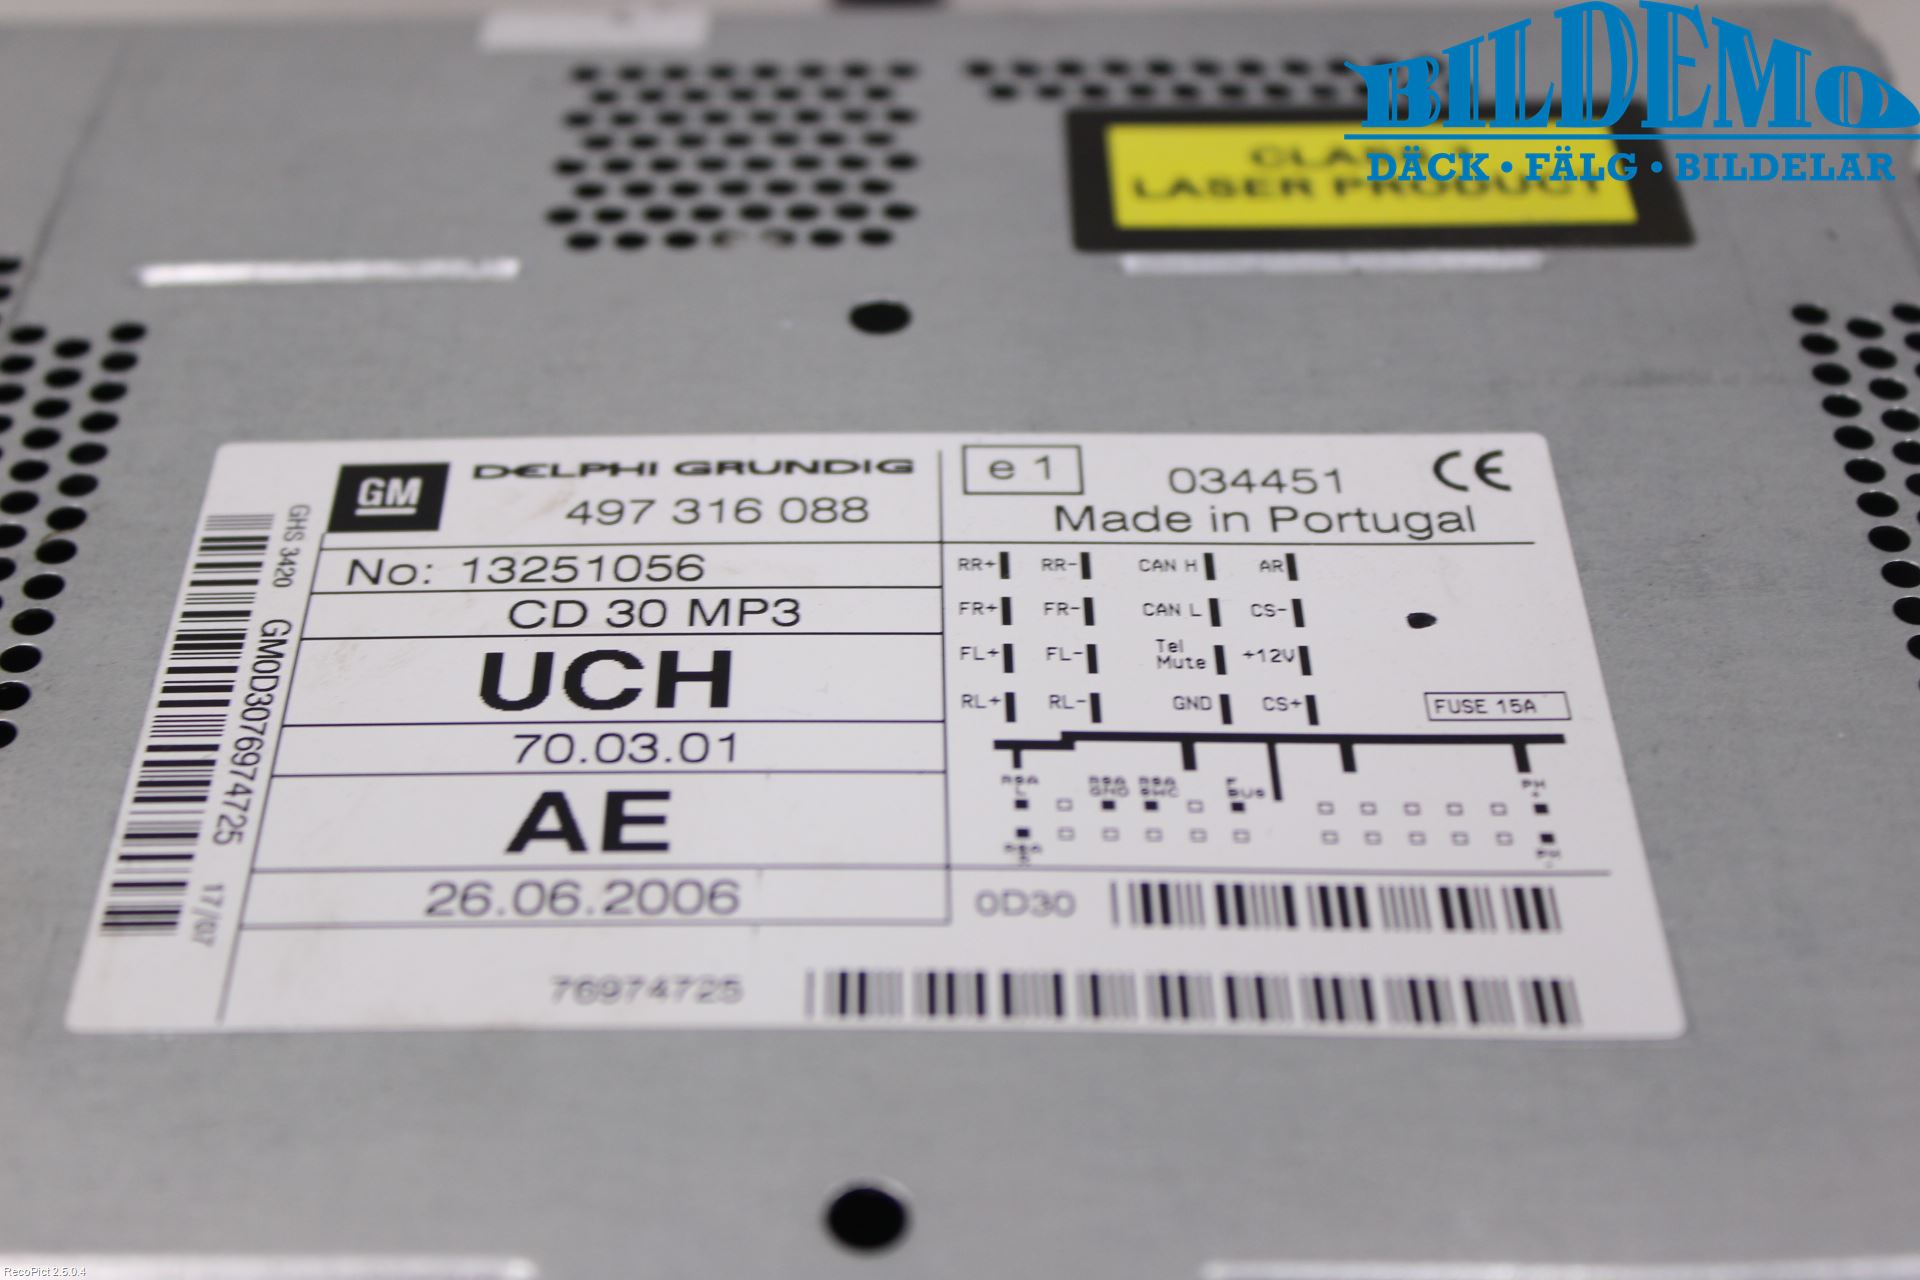 BILDEMO
DÄCK • FÄLG • BILDELAR
CLASS 1
LASER PRODUCT
GM
DELPHI GRUNDIG
497 316 088
No: 13251056
CD 30 MP3
UCH
70.03.01
AE
26.06.2006
76974725
GHS 3420
GM0D3076974725
17/07
e 1
034451
CE
Made in Portugal
RR+ RR- CAN H AR
FR+ FR- CAN L CS-
FL+ FL- Tel Mute +12V
RL+ RL- GND CS+
FUSE 15A
0D30
RecoPict 2.5.0.4